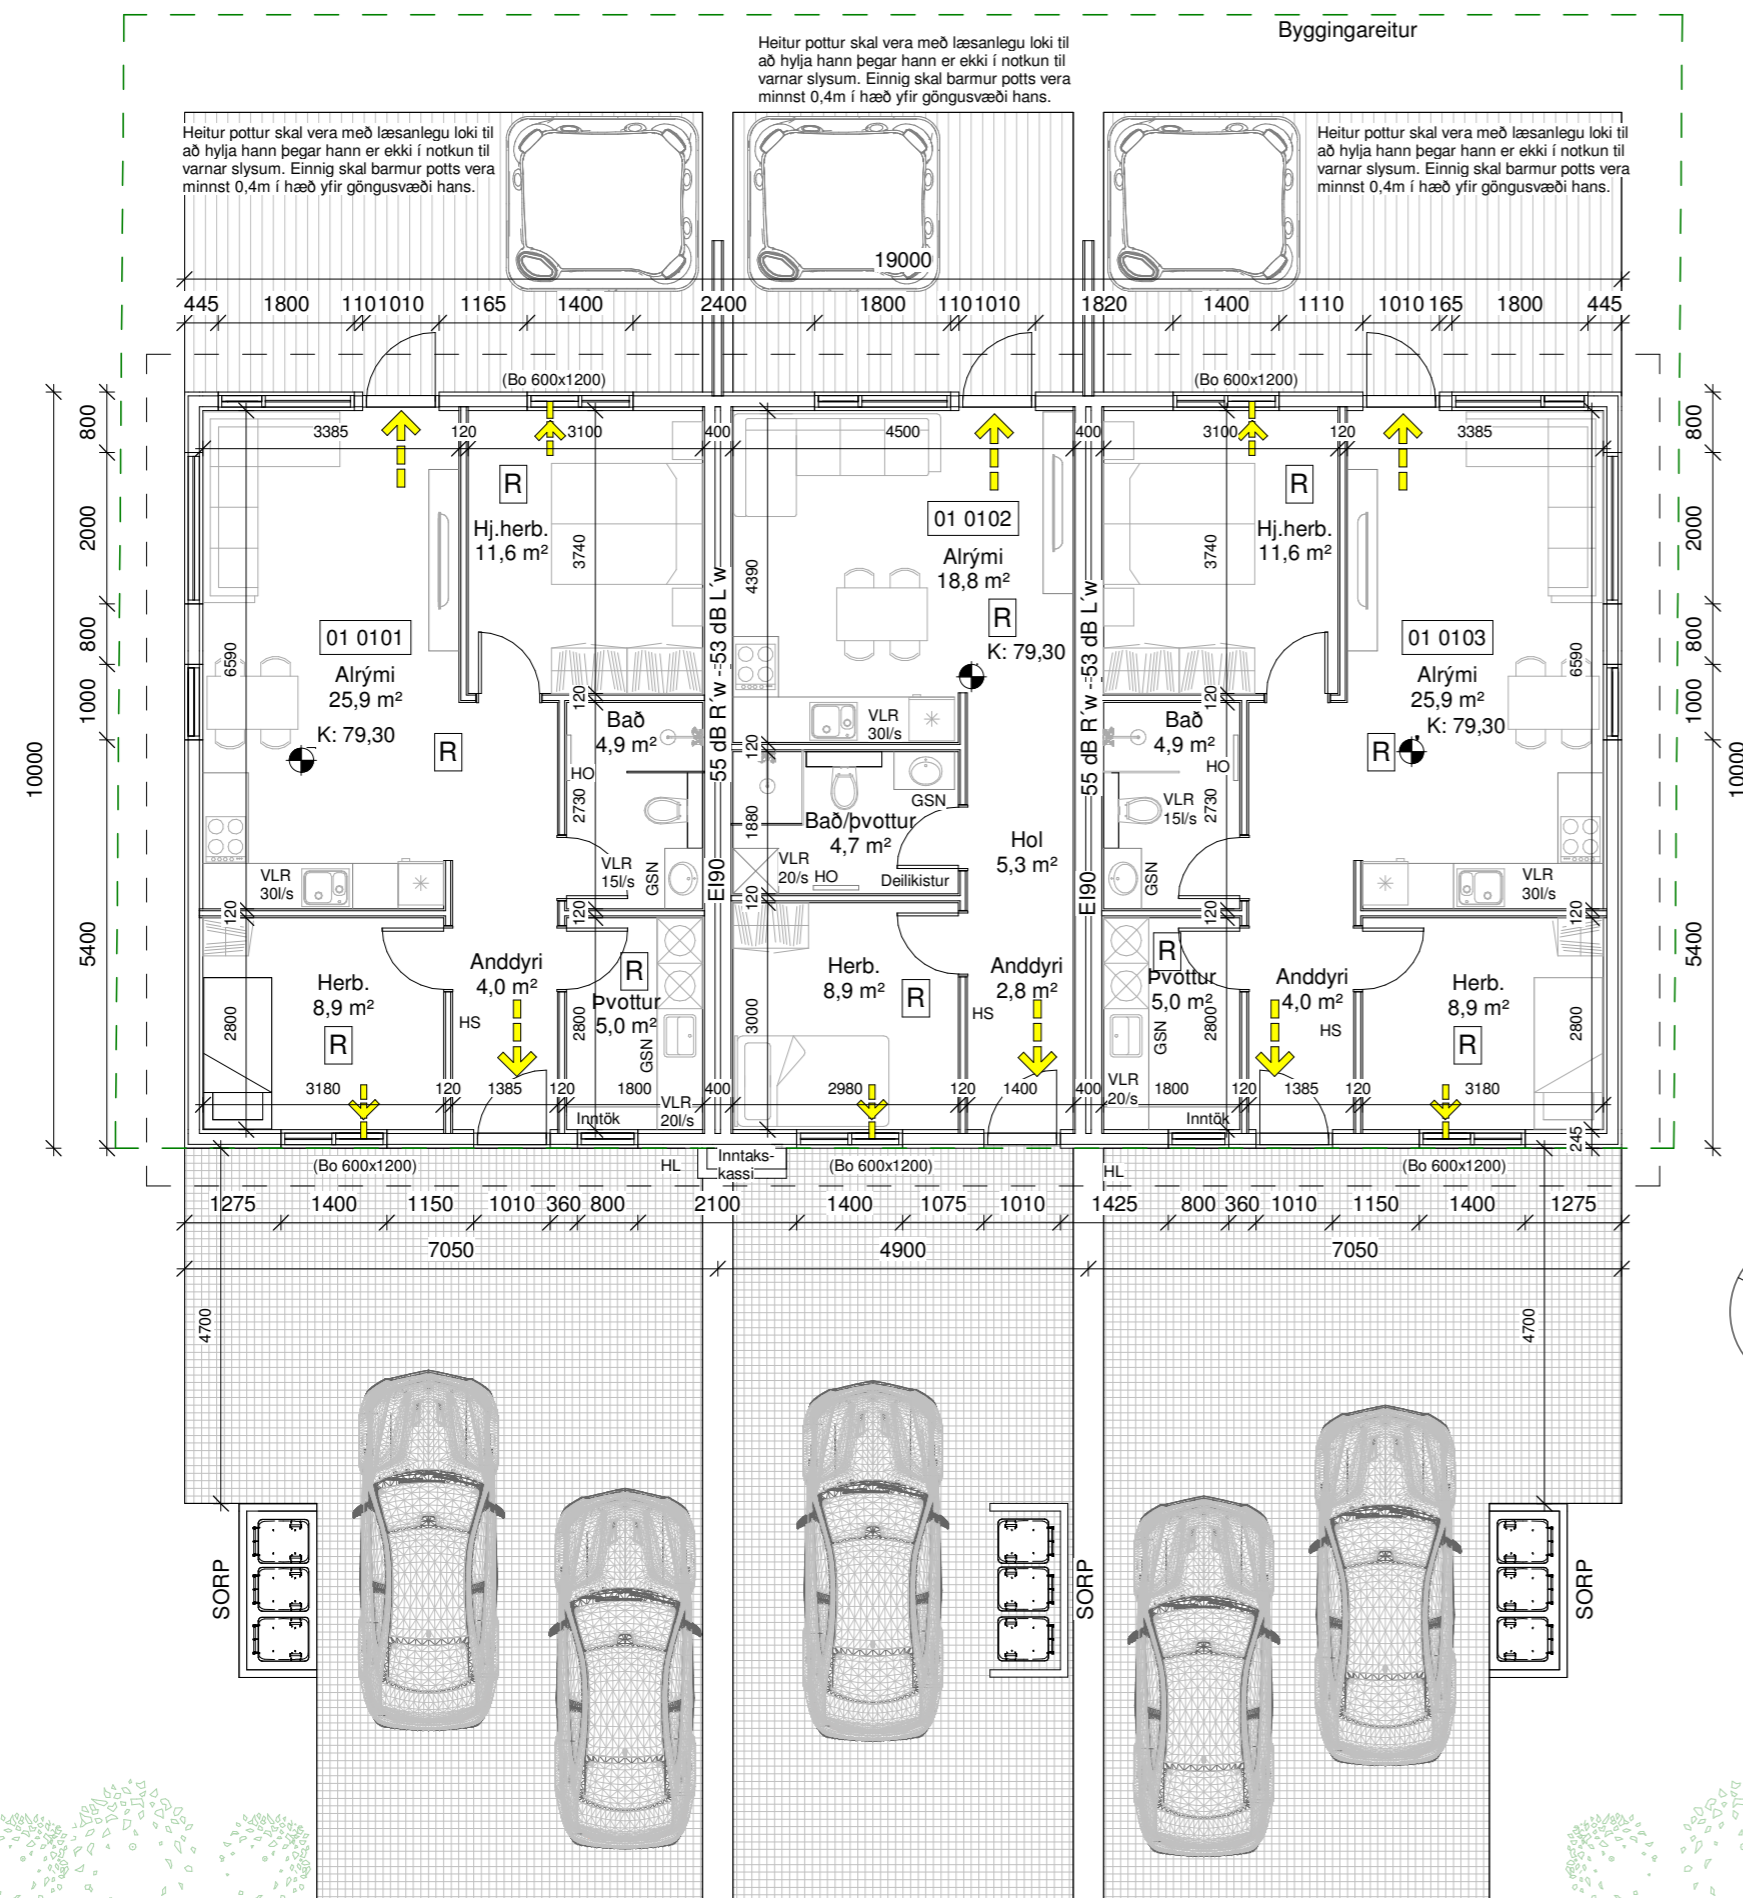 Byggingareitur
Heitur pottur skal vera með læsanlegu loki til
að hylja hann þegar hann er ekki í notkun til
varnar slysum. Einnig skal barmur potts vera
minnst 0,4m í hæð yfir göngusvæði hans.
Heitur pottur skal vera með læsanlegu loki til
að hylja hann þegar hann er ekki í notkun til
varnar slysum. Einnig skal barmur potts vera
minnst 0,4m í hæð yfir göngusvæði hans.
Heitur pottur skal vera með læsanlegu loki til
að hylja hann þegar hann er ekki í notkun til
varnar slysum. Einnig skal barmur potts vera
minnst 0,4m í hæð yfir göngusvæði hans.
19000
445 1800 110 1010 1165 1400 2400 1800 110 1010 1820 1400 1110 1010 165 1800 445
(Bo 600x1200) (Bo 600x1200)
3385 120 3100 400 4500 400 3100 120 3385
10000
800
2000
800
1000
5400
01 0101
Alrými
25,9 m²
K: 79,30
R
6590
R
Hj.herb.
11,6 m²
3740
120
Bað
4,9 m²
HO
2730
VLR
15l/s
GSN
VLR
30l/s
120
120
Herb.
8,9 m²
R
2800
Anddyri
4,0 m²
HS
R
Þvottur
5,0 m²
2800
GSN
VLR
20l/s
Inntök
3180 120 1385 120 1800 400 2980 120 1400 400 1800 120 1385 120 3180
55 dB R´w --53 dB L´w
EI90
01 0102
Alrými
18,8 m²
R
K: 79,30
4390
VLR
30l/s
120
GSN
Bað/þvottur
4,7 m²
1880
VLR
20/s
HO
Deilikistur
120
Hol
5,3 m²
Herb.
8,9 m²
R
3000
Anddyri
2,8 m²
HS
55 dB R´w --53 dB L´w
EI90
R
Hj.herb.
11,6 m²
3740
120
01 0103
Alrými
25,9 m²
K: 79,30
R
6590
Bað
4,9 m²
HO
VLR
15l/s
2730
GSN
VLR
30l/s
120
120
R
Þvottur
5,0 m²
2800
GSN
VLR
20/s
Inntök
Anddyri
4,0 m²
HS
Herb.
8,9 m²
R
2800
245
800
2000
800
1000
5400
10000
(Bo 600x1200) HL Inntaks-
kassi (Bo 600x1200) HL (Bo 600x1200)
1275 1400 1150 1010 360 800 2100 1400 1075 1010 1425 800 360 1010 1150 1400 1275
7050 4900 7050
4700 4700
SORP SORP SORP